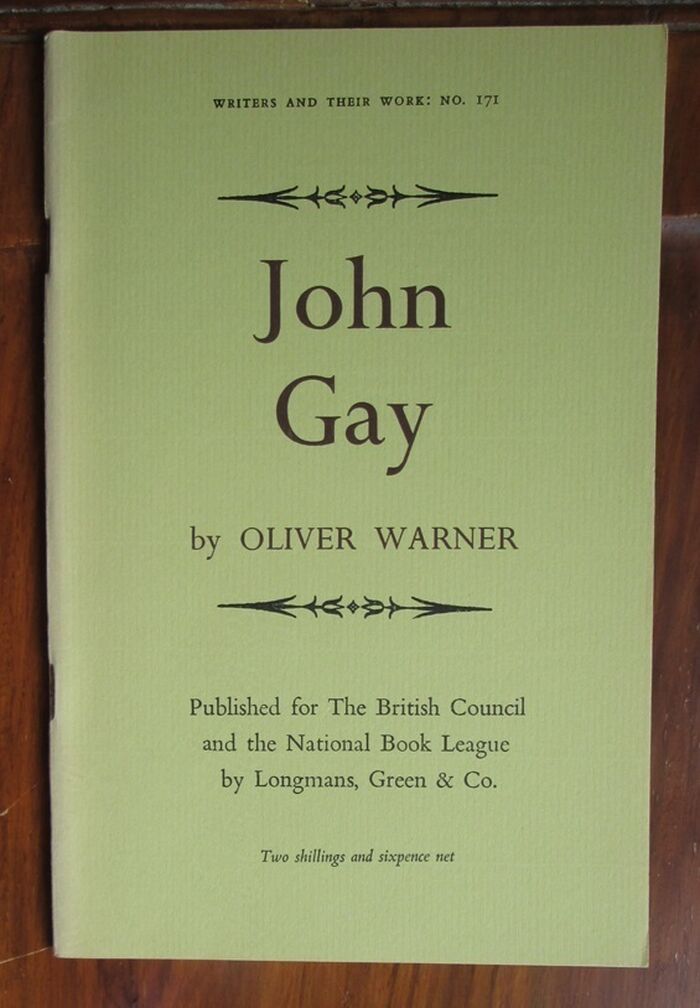 WRITERS AND THEIR WORK: NO. 171
John
Gay
by OLIVER WARNER
Published for The British Council
and the National Book League
by Longmans, Green & Co.
Two shillings and sixpence net